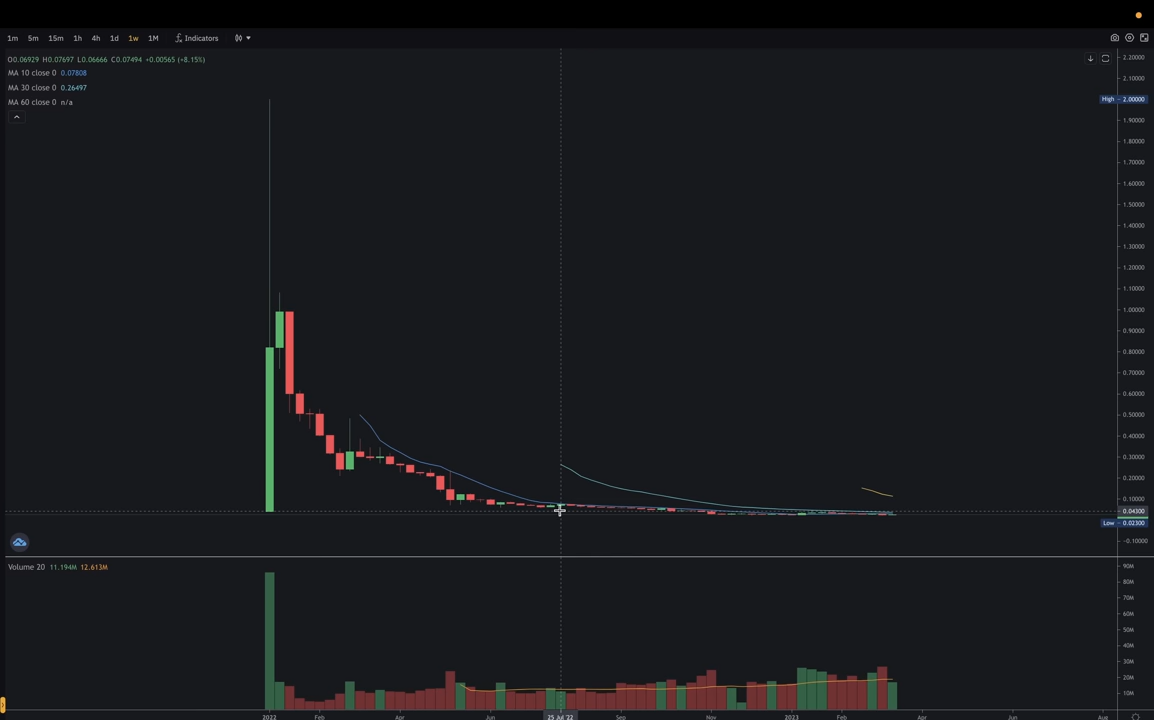 1m 5m 15m 1h 4h 1d 1w 1M Indicators
O0.06929 H0.07697 L0.06666 C0.07494 +0.00565 (+8.15%)
MA 10 close 0 0.07808
MA 30 close 0 0.26497
MA 60 close 0 n/a
2.20000
2.10000
High 2.00000
1.90000
1.80000
1.70000
1.60000
1.50000
1.40000
1.30000
1.20000
1.10000
1.00000
0.90000
0.80000
0.70000
0.60000
0.50000
0.40000
0.30000
0.20000
0.10000
0.04300
Low 0.02300
-0.10000
Volume 20 11.194M 12.613M
90M
80M
70M
60M
50M
40M
30M
20M
10M
2022 Feb Apr Jun 25 Jul '22 Sep Nov 2023 Feb Apr Jun Aug